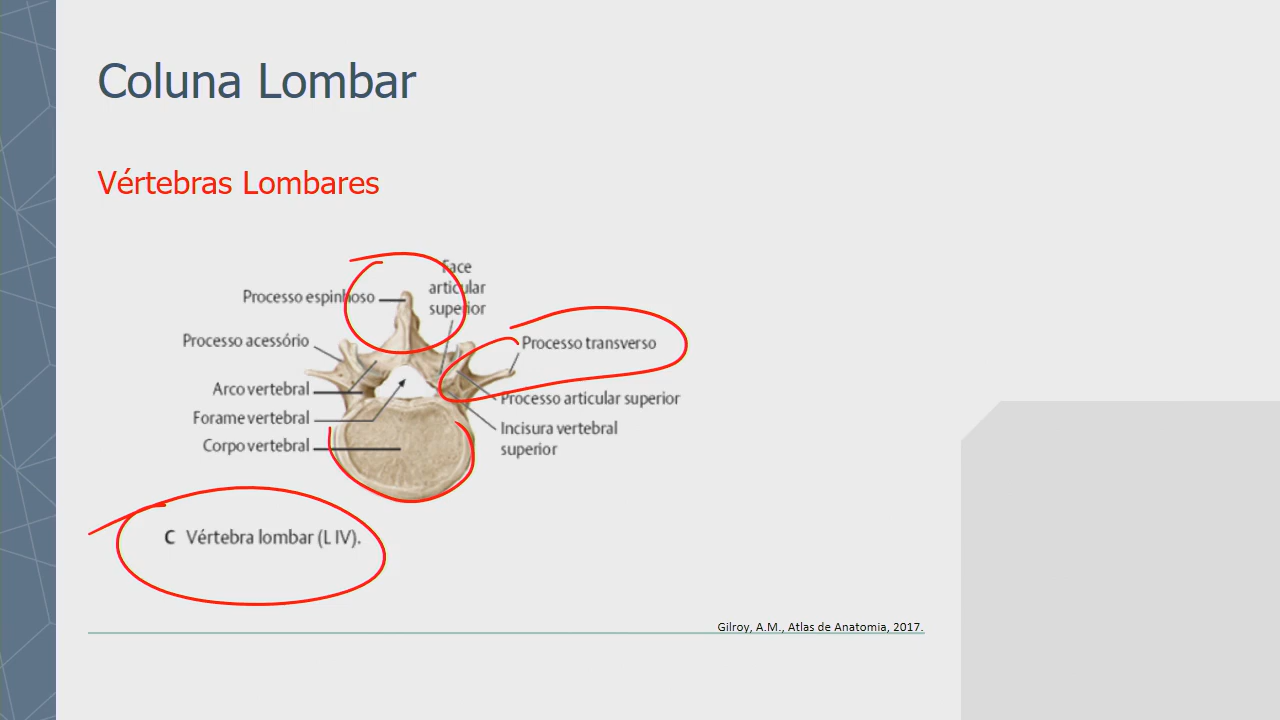 Coluna Lombar
Vértebras Lombares
Face
articular
superior
Processo espinhoso
Processo acessório
Processo transverso
Arco vertebral
Processo articular superior
Forame vertebral
Incisura vertebral
superior
Corpo vertebral
C Vértebra lombar (L IV).
Gilroy, A.M., Atlas de Anatomia, 2017.